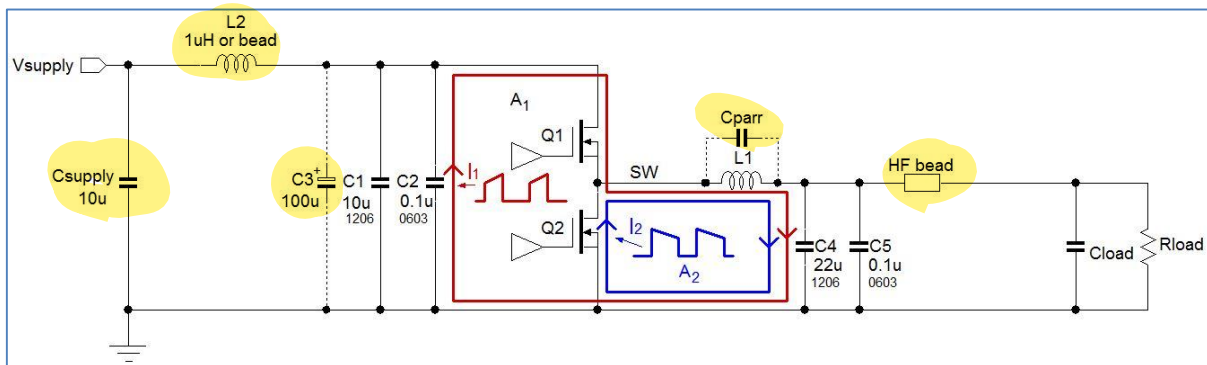 L2
1uH or bead
Vsupply
A1
Q1
Cparr
L1
HF bead
SW
I1
Csupply
10u
C3+
100u
C1
10u
1206
C2
0.1u
0603
Q2
I2
A2
C4
22u
1206
C5
0.1u
0603
Cload
Rload